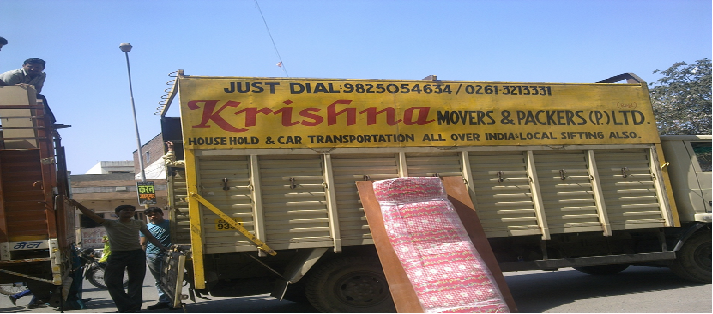 JUST DIAL:9825054634/0261-3213331
Krishna MOVERS & PACKERS (P) LTD.
HOUSE HOLD & CAR TRANSPORTATION ALL OVER INDIA & LOCAL SIFTING ALSO.